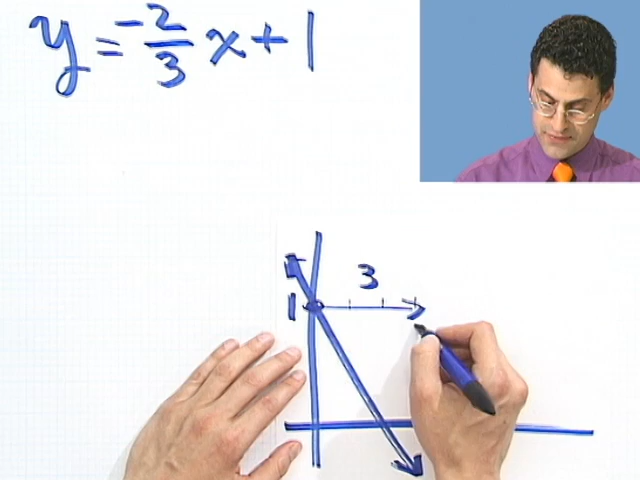 y = -2/3 x + 1
3
1